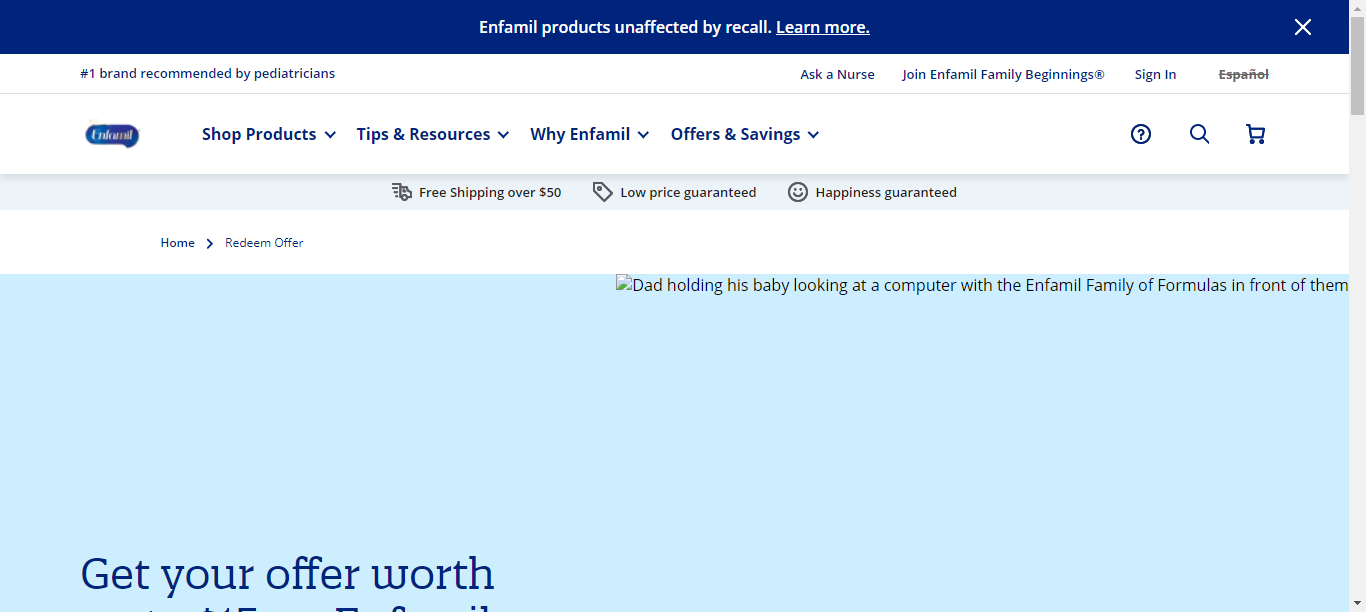 Enfamil products unaffected by recall. Learn more.
#1 brand recommended by pediatricians
Ask a Nurse Join Enfamil Family Beginnings® Sign In Español
Enfamil
Shop Products Tips & Resources Why Enfamil Offers & Savings
Free Shipping over $50 Low price guaranteed Happiness guaranteed
Home Redeem Offer
Dad holding his baby looking at a computer with the Enfamil Family of Formulas in front of them
Get your offer worth